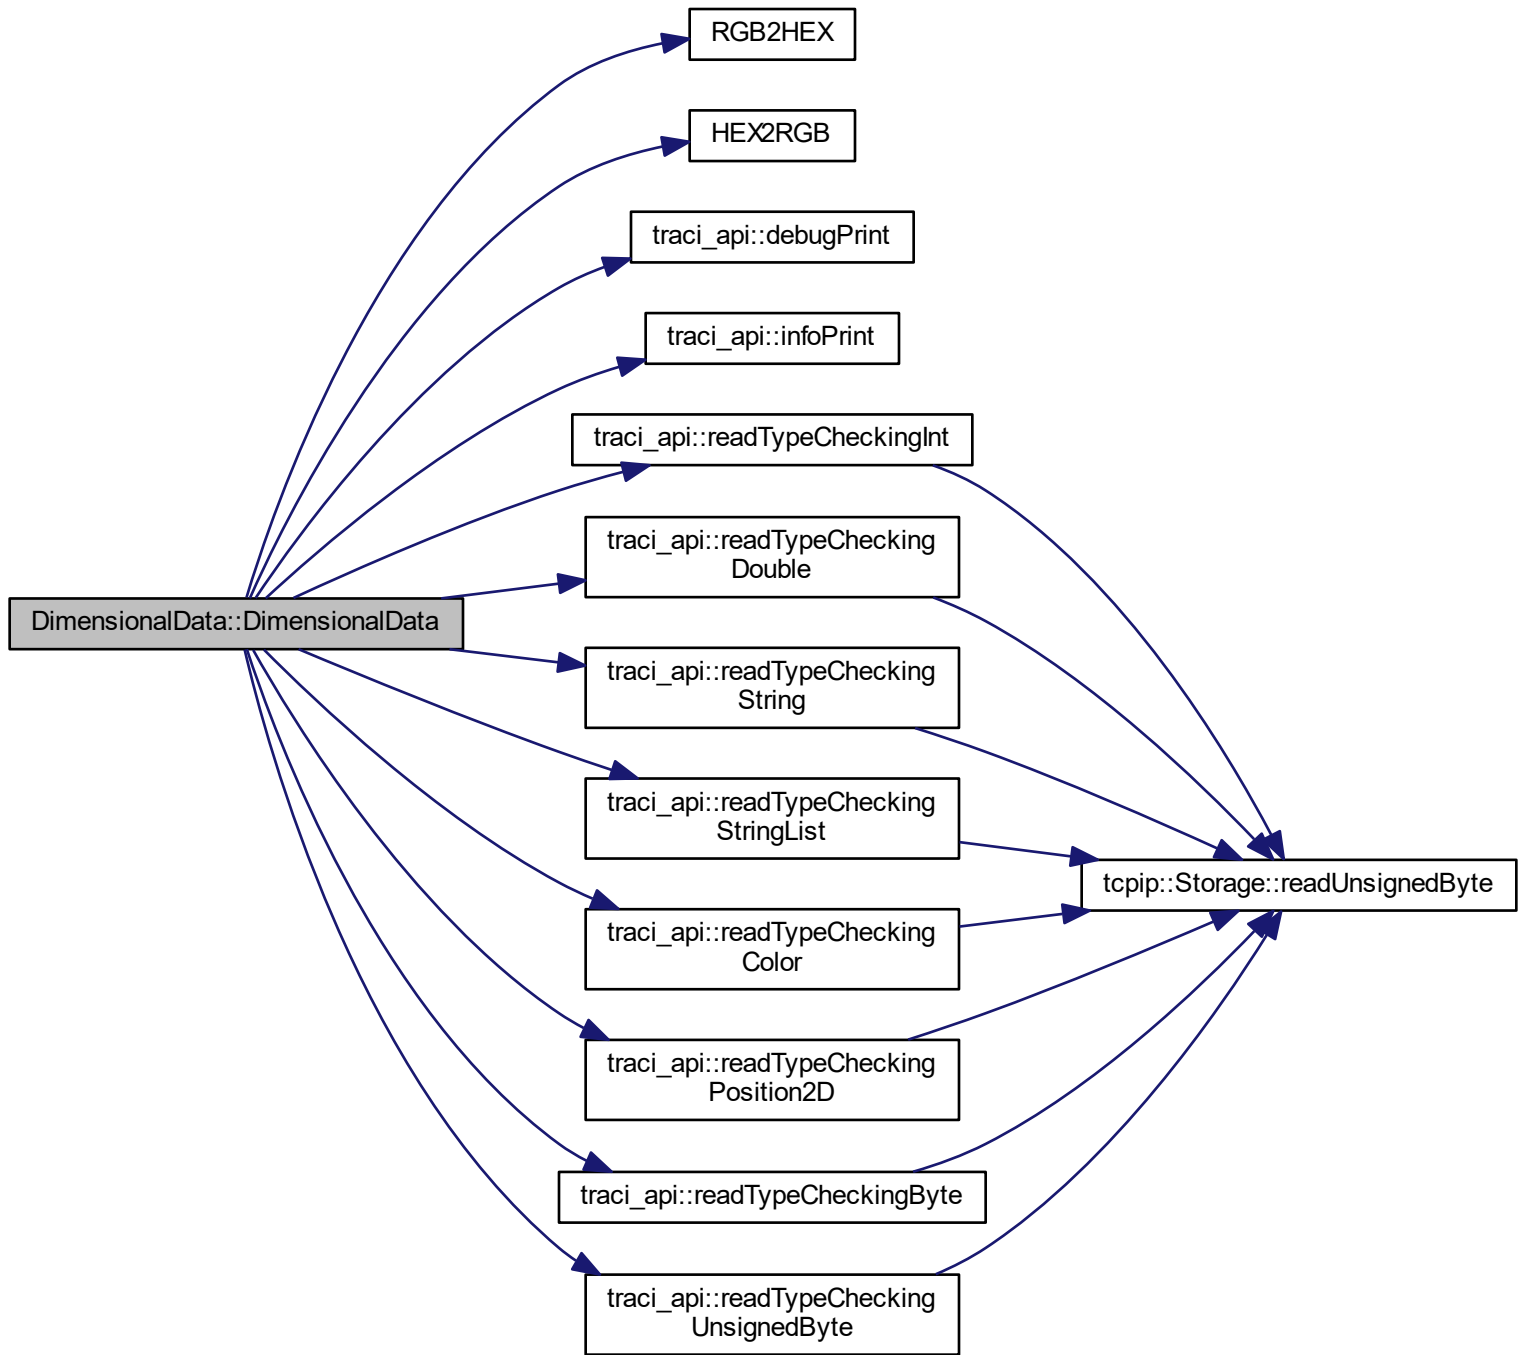 RGB2HEX
HEX2RGB
traci_api::debugPrint
traci_api::infoPrint
traci_api::readTypeCheckingInt
traci_api::readTypeChecking
Double
DimensionalData::DimensionalData
traci_api::readTypeChecking
String
traci_api::readTypeChecking
StringList
tcpip::Storage::readUnsignedByte
traci_api::readTypeChecking
Color
traci_api::readTypeChecking
Position2D
traci_api::readTypeCheckingByte
traci_api::readTypeChecking
UnsignedByte